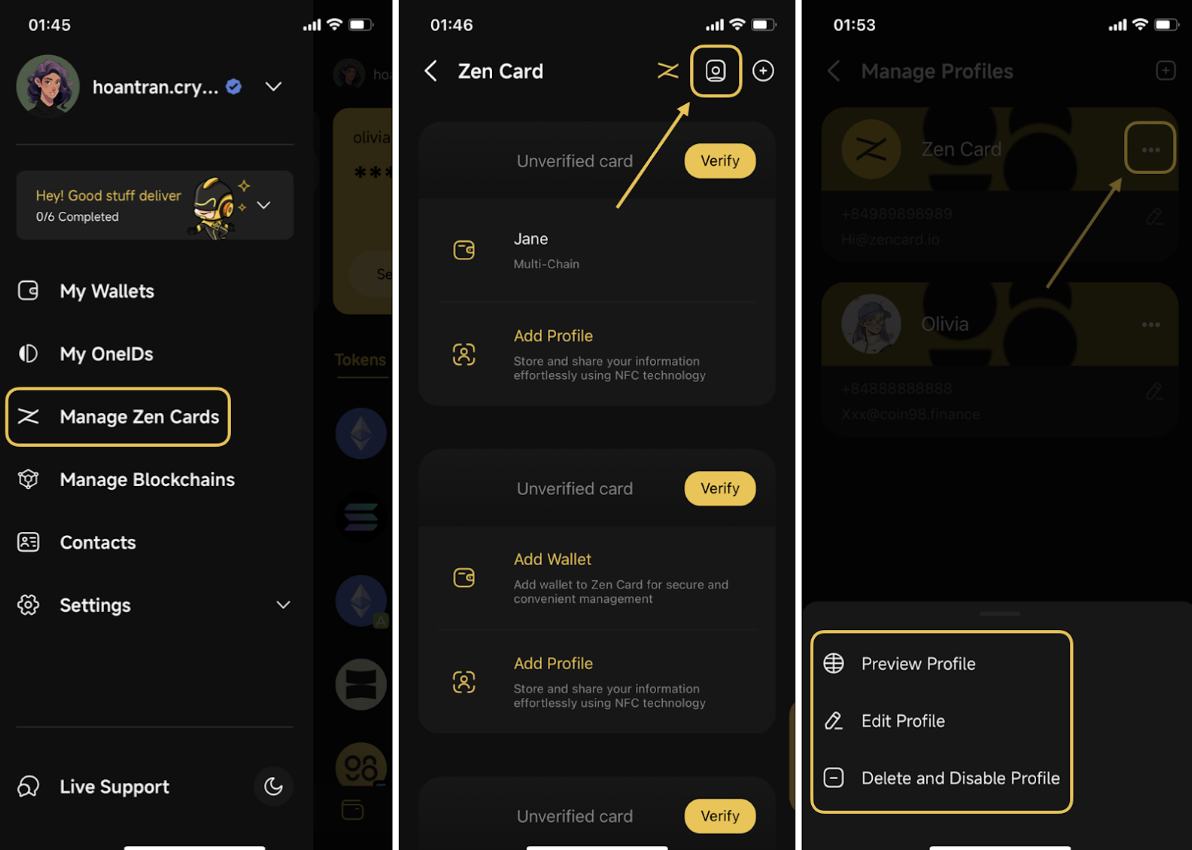 01:45
hoantran.cry...
Hey! Good stuff deliver
0/6 Completed
My Wallets
My OneIDs
Manage Zen Cards
Manage Blockchains
Contacts
Settings
Live Support
olivia
***
Tokens
01:46
Zen Card
Unverified card
Verify
Jane
Multi-Chain
Add Profile
Store and share your information
effortlessly using NFC technology
Unverified card
Verify
Add Wallet
Add wallet to Zen Card for secure and
convenient management
Add Profile
Store and share your information
effortlessly using NFC technology
Unverified card
Verify
01:53
Manage Profiles
Zen Card
+84989898989
Hi@zencard.io
Olivia
+84888888888
Xxx@coin98.finance
Preview Profile
Edit Profile
Delete and Disable Profile